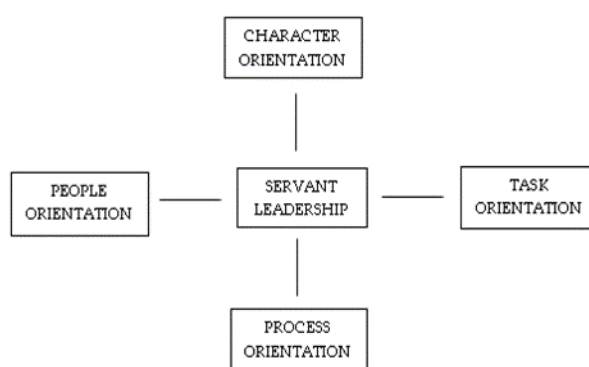 CHARACTER
ORIENTATION
PEOPLE
ORIENTATION
SERVANT
LEADERSHIP
TASK
ORIENTATION
PROCESS
ORIENTATION